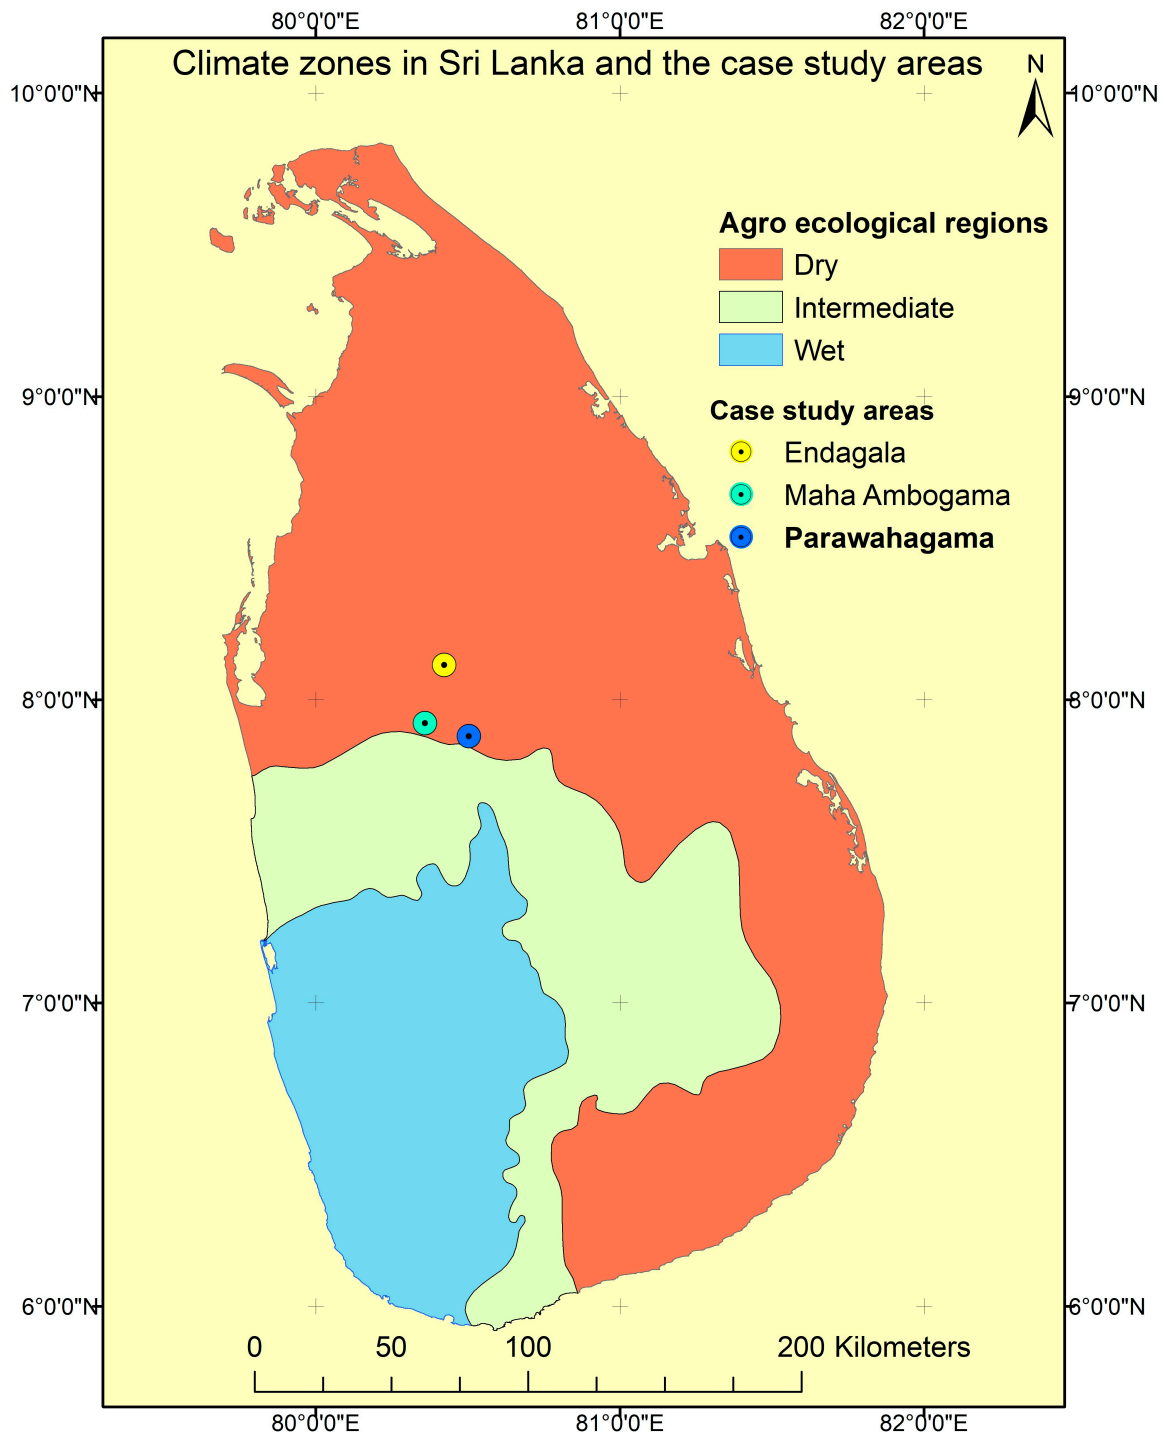 80°0'0"E 81°0'0"E 82°0'0"E
Climate zones in Sri Lanka and the case study areas
N
10°0'0"N 10°0'0"N
Agro ecological regions
Dry
Intermediate
Wet
9°0'0"N 9°0'0"N
Case study areas
Endagala
Maha Ambogama
Parawahagama
8°0'0"N 8°0'0"N
7°0'0"N 7°0'0"N
6°0'0"N 6°0'0"N
0 50 100 200 Kilometers
80°0'0"E 81°0'0"E 82°0'0"E